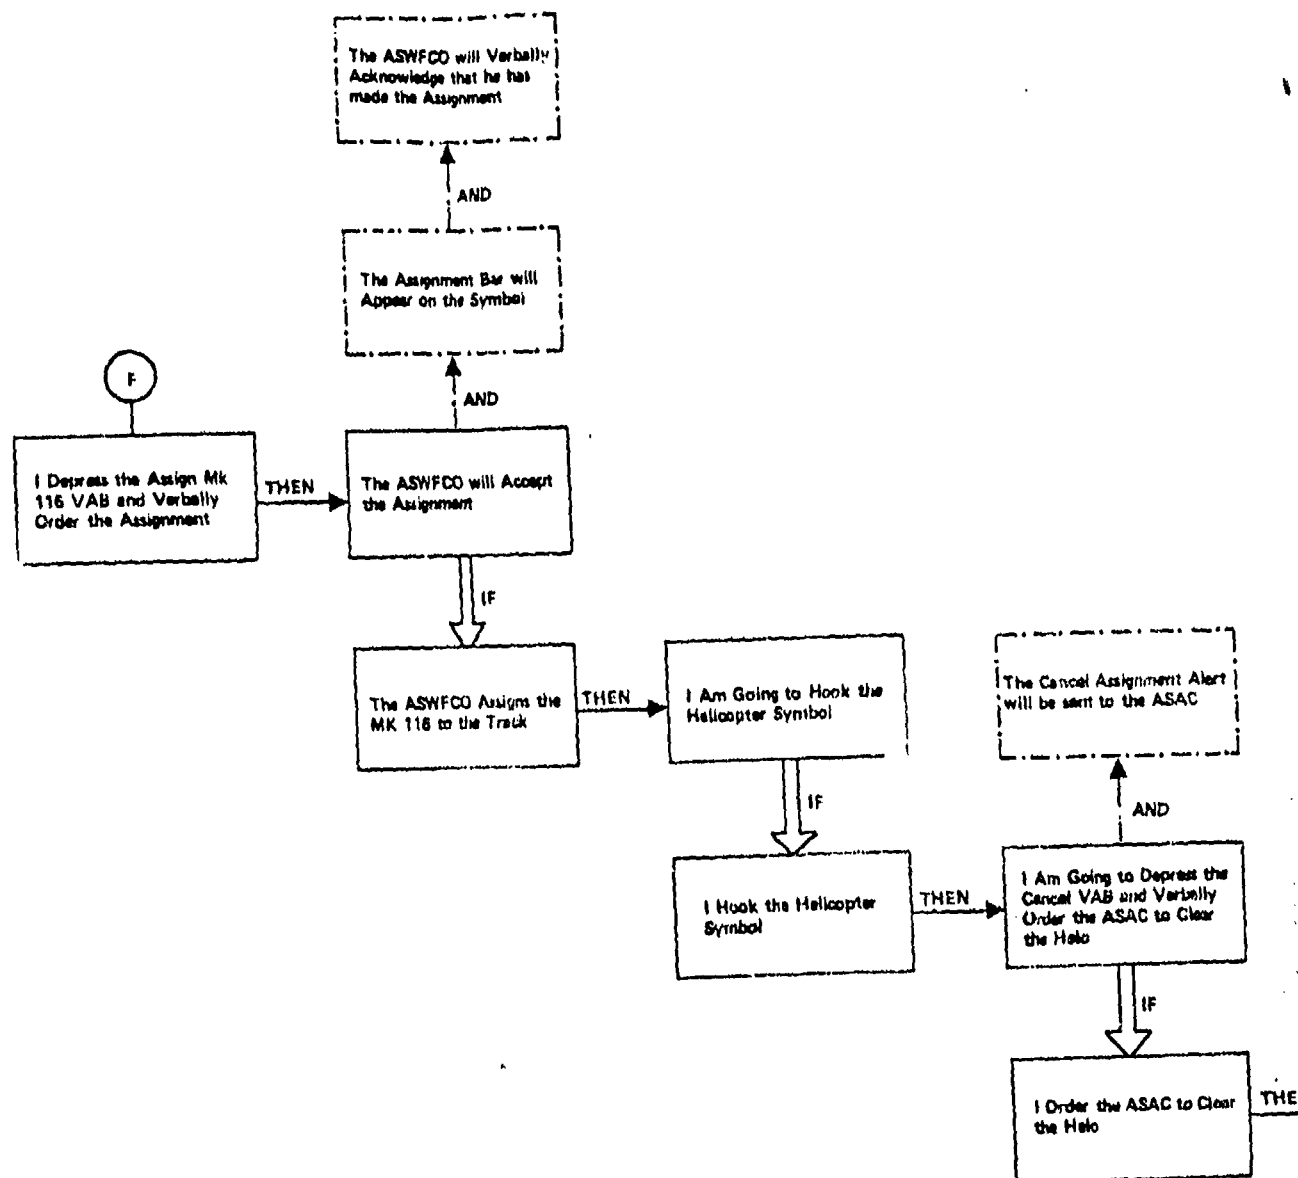 The ASWFCO will Verbally
Acknowledge that he has
made the Assignment
AND
The Assignment Bar will
Appear on the Symbol
AND
F
I Depress the Assign Mk
116 VAB and Verbally
Order the Assignment
THEN
The ASWFCO will Accept
the Assignment
IF
The ASWFCO Assigns the
MK 116 to the Track
THEN
I Am Going to Hook the
Helicopter Symbol
The Cancel Assignment Alert
will be sent to the ASAC
IF
AND
I Hook the Helicopter
Symbol
THEN
I Am Going to Depress the
Cancel VAB and Verbally
Order the ASAC to Clear
the Helo
IF
I Order the ASAC to Clear
the Helo
THE